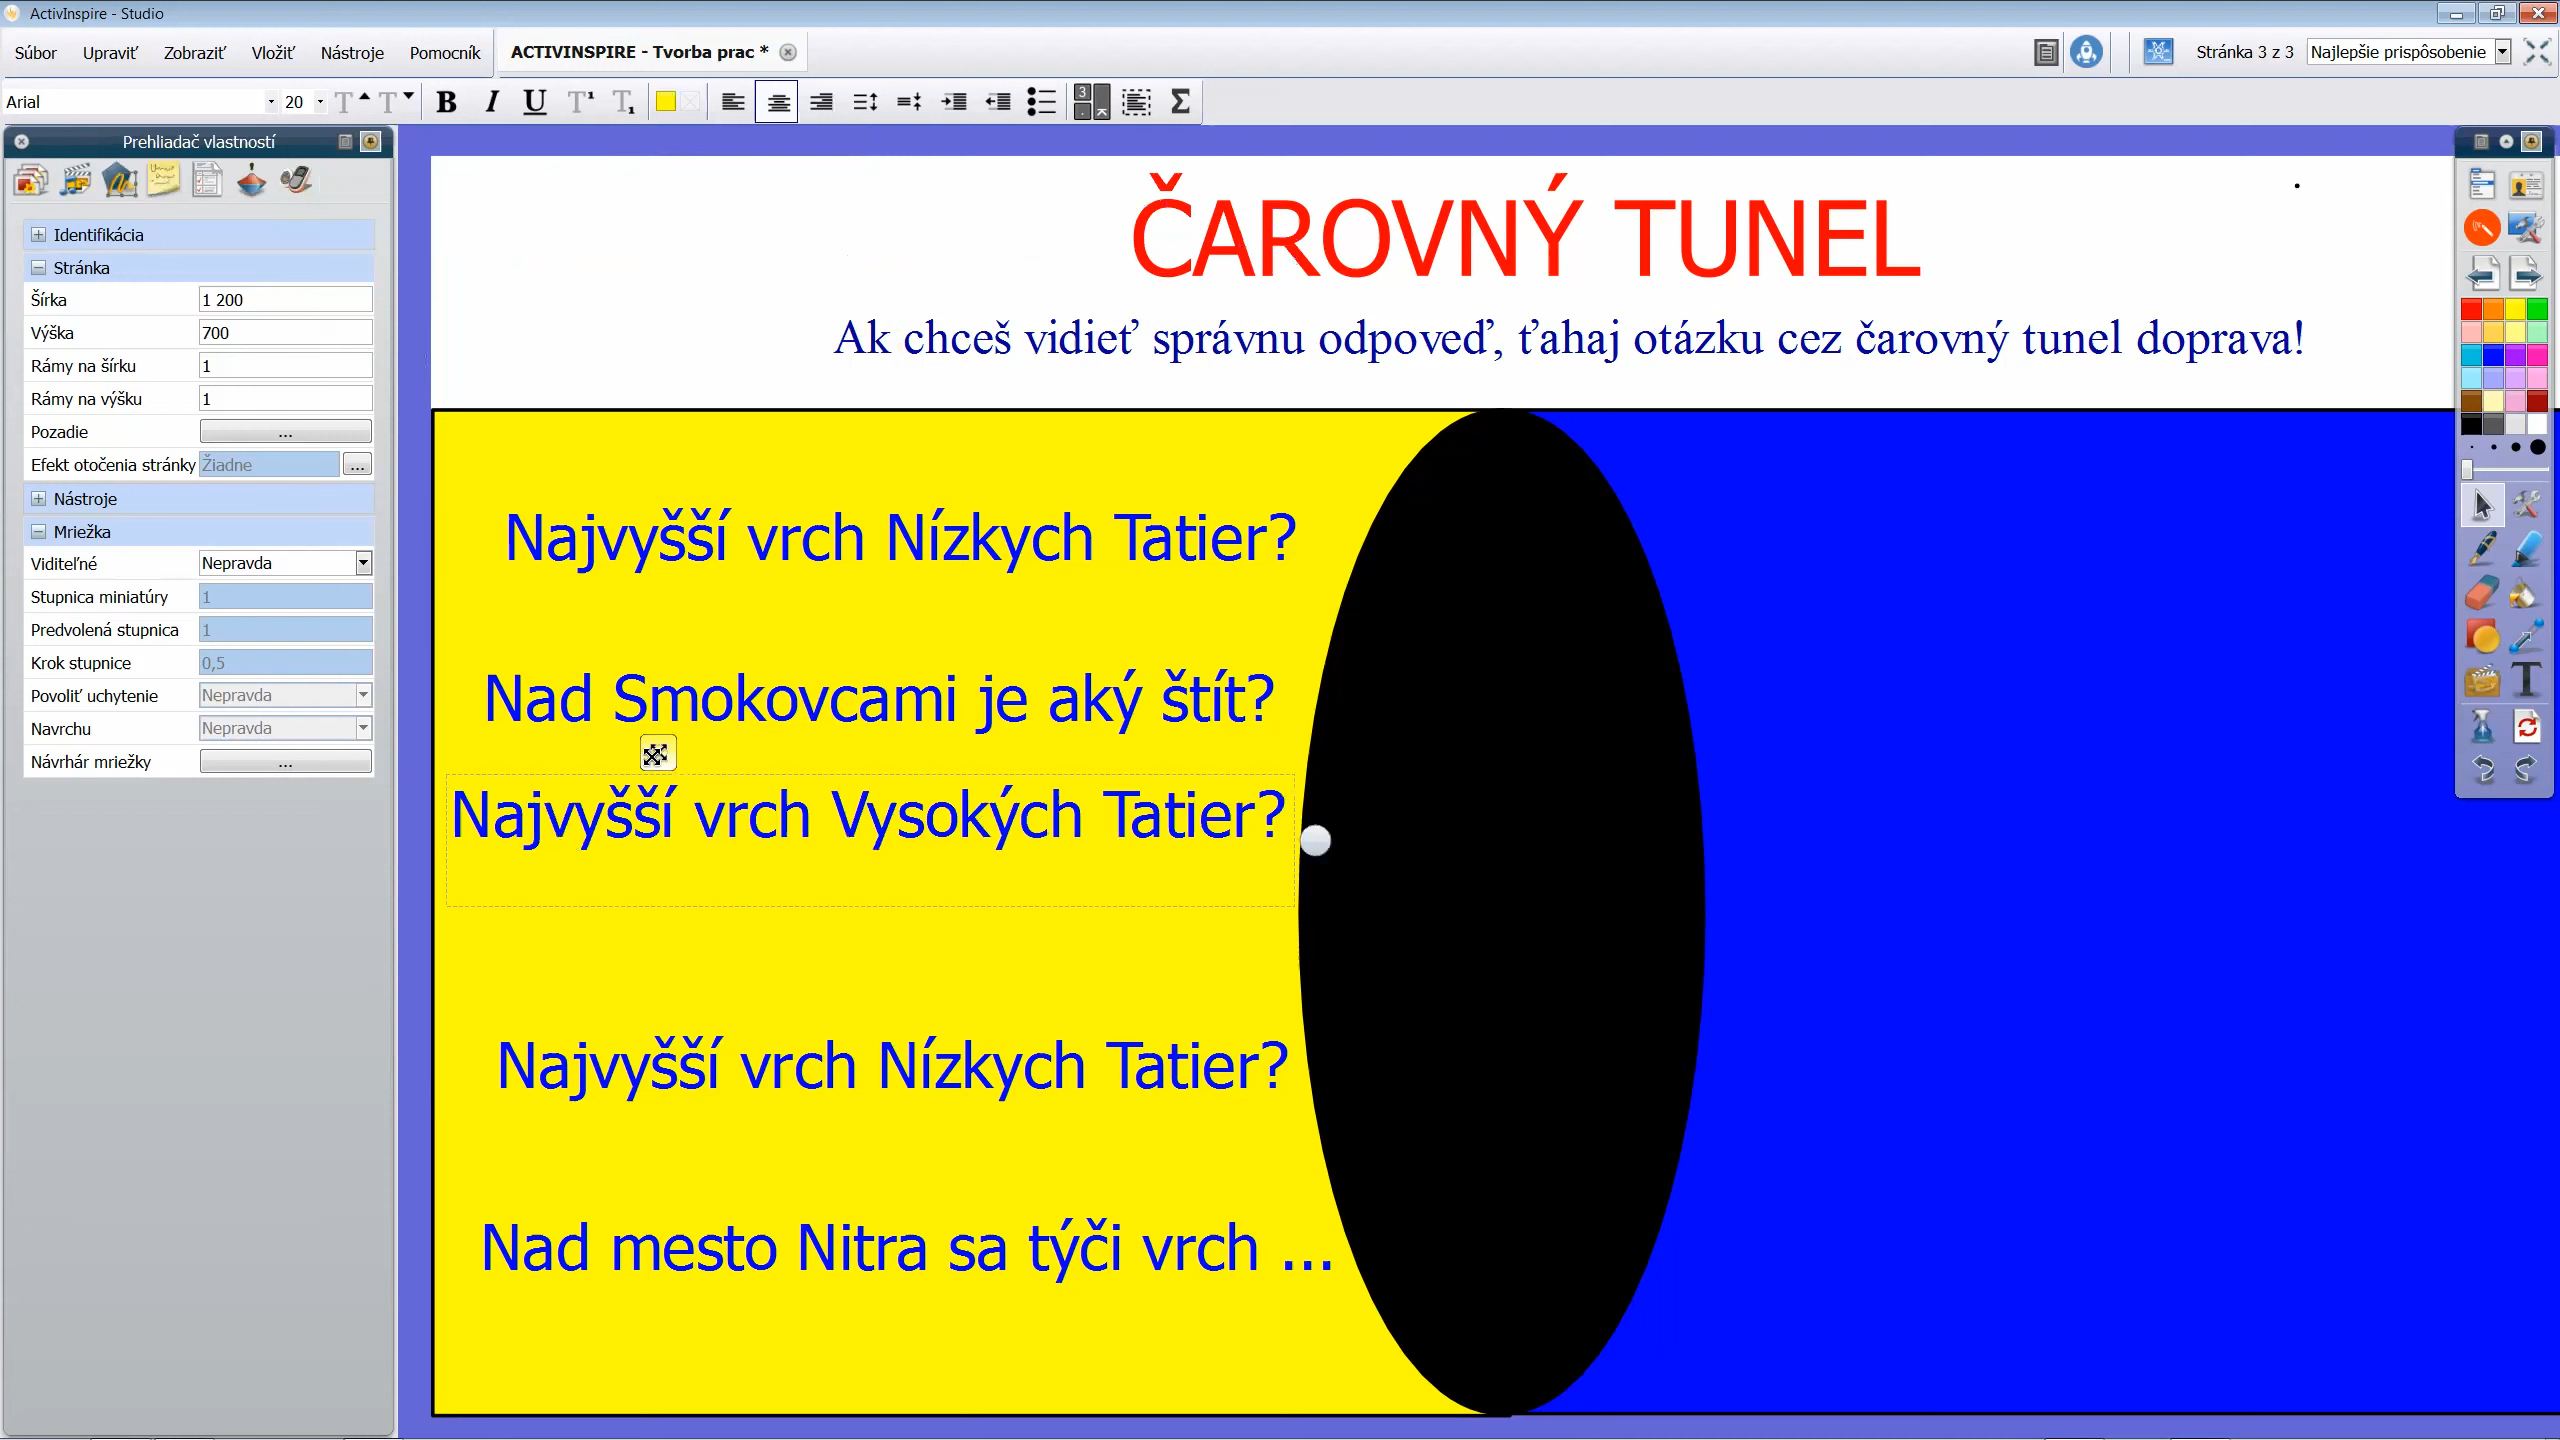 ActivInspire - Studio
Súbor Upraviť Zobraziť Vložiť Nástroje Pomocník ACTIVINSPIRE - Tvorba prac * Stránka 3 z 3 Najlepšie prispôsobenie
Arial 20 T T B I U T¹ T₁ 3 Σ
Prehliadač vlastností
Identifikácia
Stránka
Šírka 1 200
Výška 700
Rámy na šírku 1
Rámy na výšku 1
Pozadie ...
Efekt otočenia stránky Žiadne ...
Nástroje
Mriežka
Viditeľné Nepravda
Stupnica miniatúry 1
Predvolená stupnica 1
Krok stupnice 0,5
Povoliť uchytenie Nepravda
Navrchu Nepravda
Návrhár mriežky ...
ČAROVNÝ TUNEL
Ak chceš vidieť správnu odpoveď, ťahaj otázku cez čarovný tunel doprava!
Najvyšší vrch Nízkych Tatier?
Nad Smokovcami je aký štít?
Najvyšší vrch Vysokých Tatier?
Najvyšší vrch Nízkych Tatier?
Nad mesto Nitra sa týči vrch ...
T